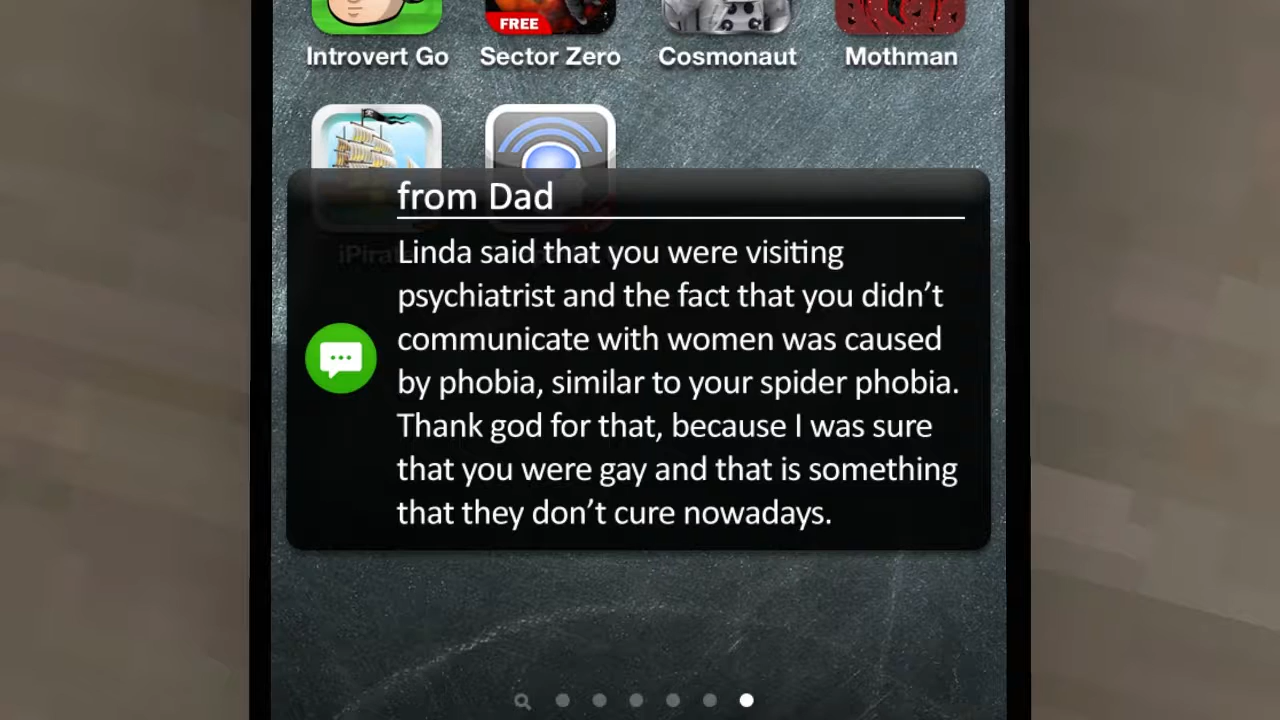 FREE
Introvert Go
Sector Zero
Cosmonaut
Mothman
from Dad
Linda said that you were visiting
psychiatrist and the fact that you didn’t
communicate with women was caused
by phobia, similar to your spider phobia.
Thank god for that, because I was sure
that you were gay and that is something
that they don’t cure nowadays.